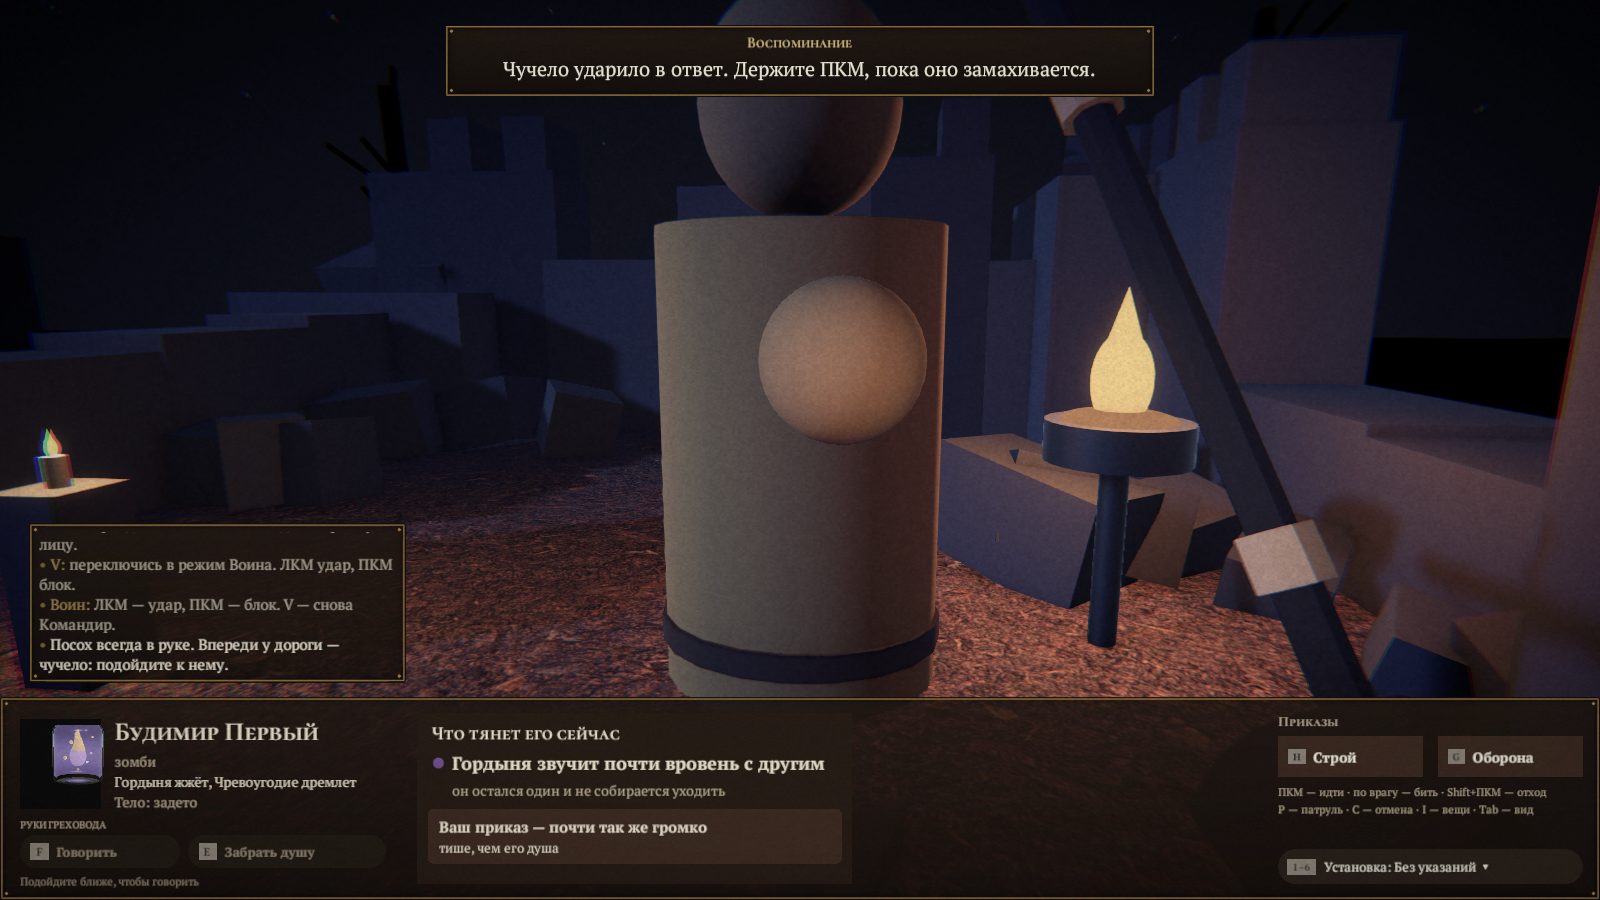 Воспоминание
Чучело ударило в ответ. Держите ПКМ, пока оно замахивается.
лицу.
• V: переключись в режим Воина. ЛКМ удар, ПКМ
блок.
• Воин: ЛКМ — удар, ПКМ — блок. V — снова
Командир.
• Посох всегда в руке. Впереди у дороги —
чучело: подойдите к нему.
Будимир Первый
зомби
Гордыня жжёт, Чревоугодие дремлет
Тело: задето
РУКИ ГРЕХОВОДА
F Говорить
E Забрать душу
Подойдите ближе, чтобы говорить
Что тянет его сейчас
Гордыня звучит почти вровень с другим
он остался один и не собирается уходить
Ваш приказ — почти так же громко
тише, чем его душа
Приказы
H Строй
G Оборона
ПКМ — идти · по врагу — бить · Shift+ПКМ — отход
P — патруль · C — отмена · I — вещи · Tab — вид
1–6 Установка: Без указаний ▾